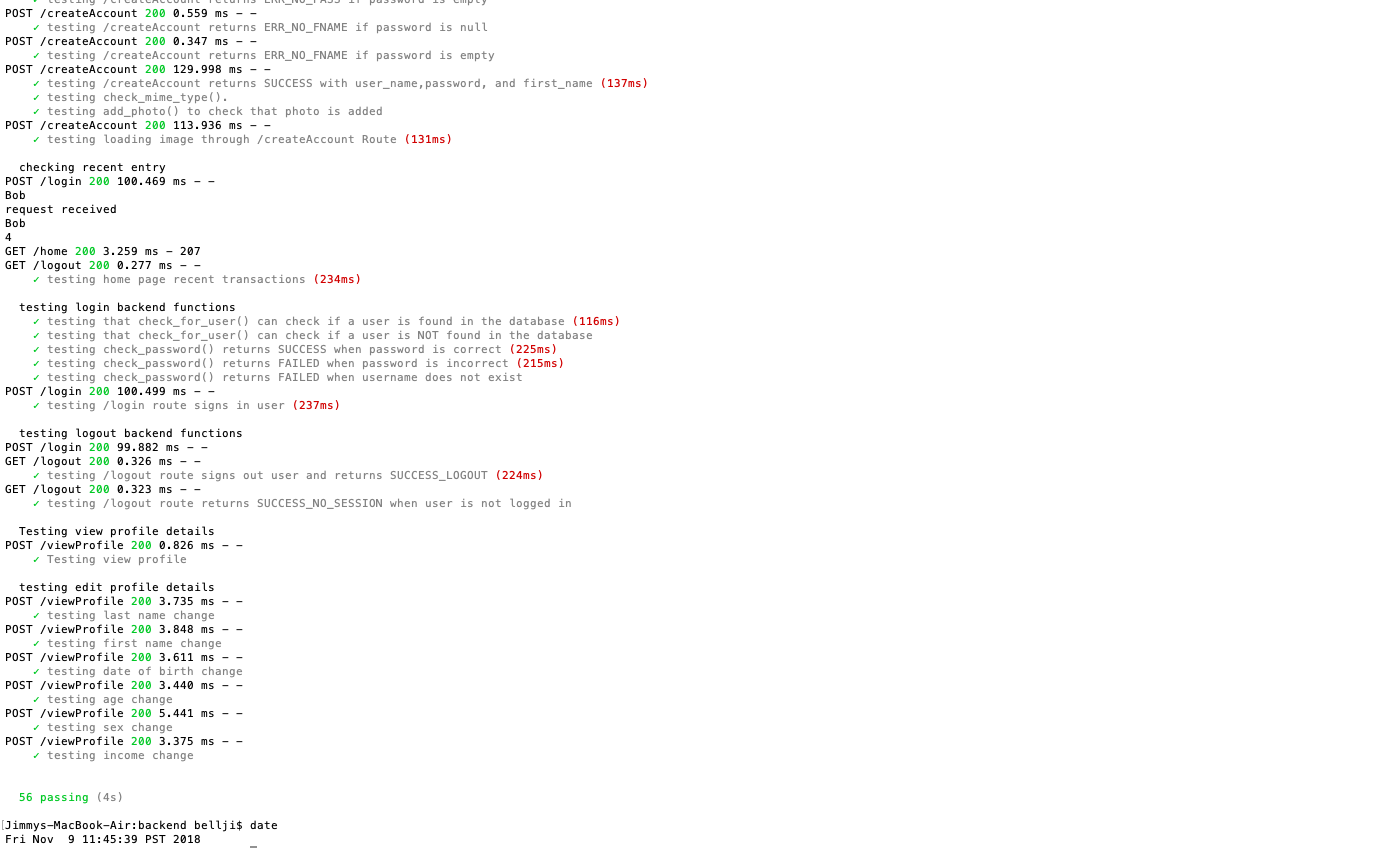 ✓ testing /createAccount returns ERR_NO_PASS if password is empty
POST /createAccount 200 0.559 ms - -
✓ testing /createAccount returns ERR_NO_FNAME if password is null
POST /createAccount 200 0.347 ms - -
✓ testing /createAccount returns ERR_NO_FNAME if password is empty
POST /createAccount 200 129.998 ms - -
✓ testing /createAccount returns SUCCESS with user_name,password, and first_name (137ms)
✓ testing check_mime_type().
✓ testing add_photo() to check that photo is added
POST /createAccount 200 113.936 ms - -
✓ testing loading image through /createAccount Route (131ms)
checking recent entry
POST /login 200 100.469 ms - -
Bob
request received
Bob
4
GET /home 200 3.259 ms - 207
GET /logout 200 0.277 ms - -
✓ testing home page recent transactions (234ms)
testing login backend functions
✓ testing that check_for_user() can check if a user is found in the database (116ms)
✓ testing that check_for_user() can check if a user is NOT found in the database
✓ testing check_password() returns SUCCESS when password is correct (225ms)
✓ testing check_password() returns FAILED when password is incorrect (215ms)
✓ testing check_password() returns FAILED when username does not exist
POST /login 200 100.499 ms - -
✓ testing /login route signs in user (237ms)
testing logout backend functions
POST /login 200 99.882 ms - -
GET /logout 200 0.326 ms - -
✓ testing /logout route signs out user and returns SUCCESS_LOGOUT (224ms)
GET /logout 200 0.323 ms - -
✓ testing /logout route returns SUCCESS_NO_SESSION when user is not logged in
Testing view profile details
POST /viewProfile 200 0.826 ms - -
✓ Testing view profile
testing edit profile details
POST /viewProfile 200 3.735 ms - -
✓ testing last name change
POST /viewProfile 200 3.848 ms - -
✓ testing first name change
POST /viewProfile 200 3.611 ms - -
✓ testing date of birth change
POST /viewProfile 200 3.440 ms - -
✓ testing age change
POST /viewProfile 200 5.441 ms - -
✓ testing sex change
POST /viewProfile 200 3.375 ms - -
✓ testing income change
56 passing (4s)
[Jimmys-MacBook-Air:backend bellji$ date
Fri Nov  9 11:45:39 PST 2018